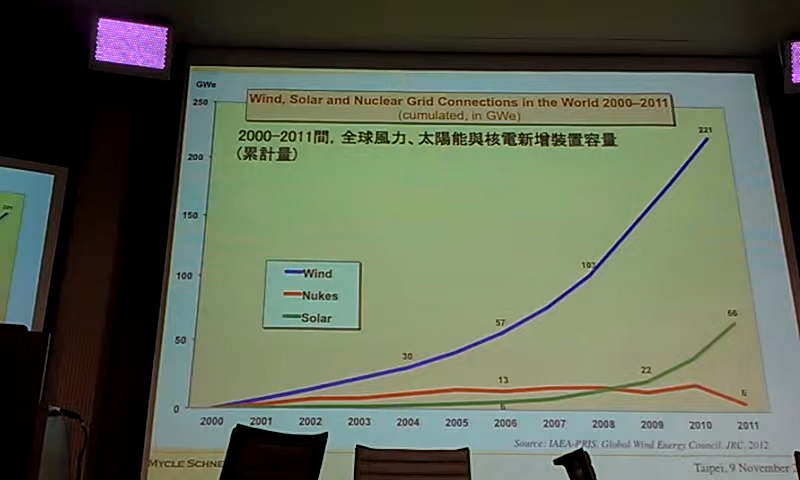 GWe
Wind, Solar and Nuclear Grid Connections in the World 2000–2011
(cumulated, in GWe)
2000-2011間, 全球風力、太陽能與核電新增裝置容量
(累計量)
250
200
150
100
50
0
221
103
57
30
13
66
22
6
Wind
Nukes
Solar
2000 2001 2002 2003 2004 2005 2006 2007 2008 2009 2010 2011
Source: IAEA-PRIS, Global Wind Energy Council, JRC, 2012
MYCLE SCHNE
Taipei, 9 November 2
221